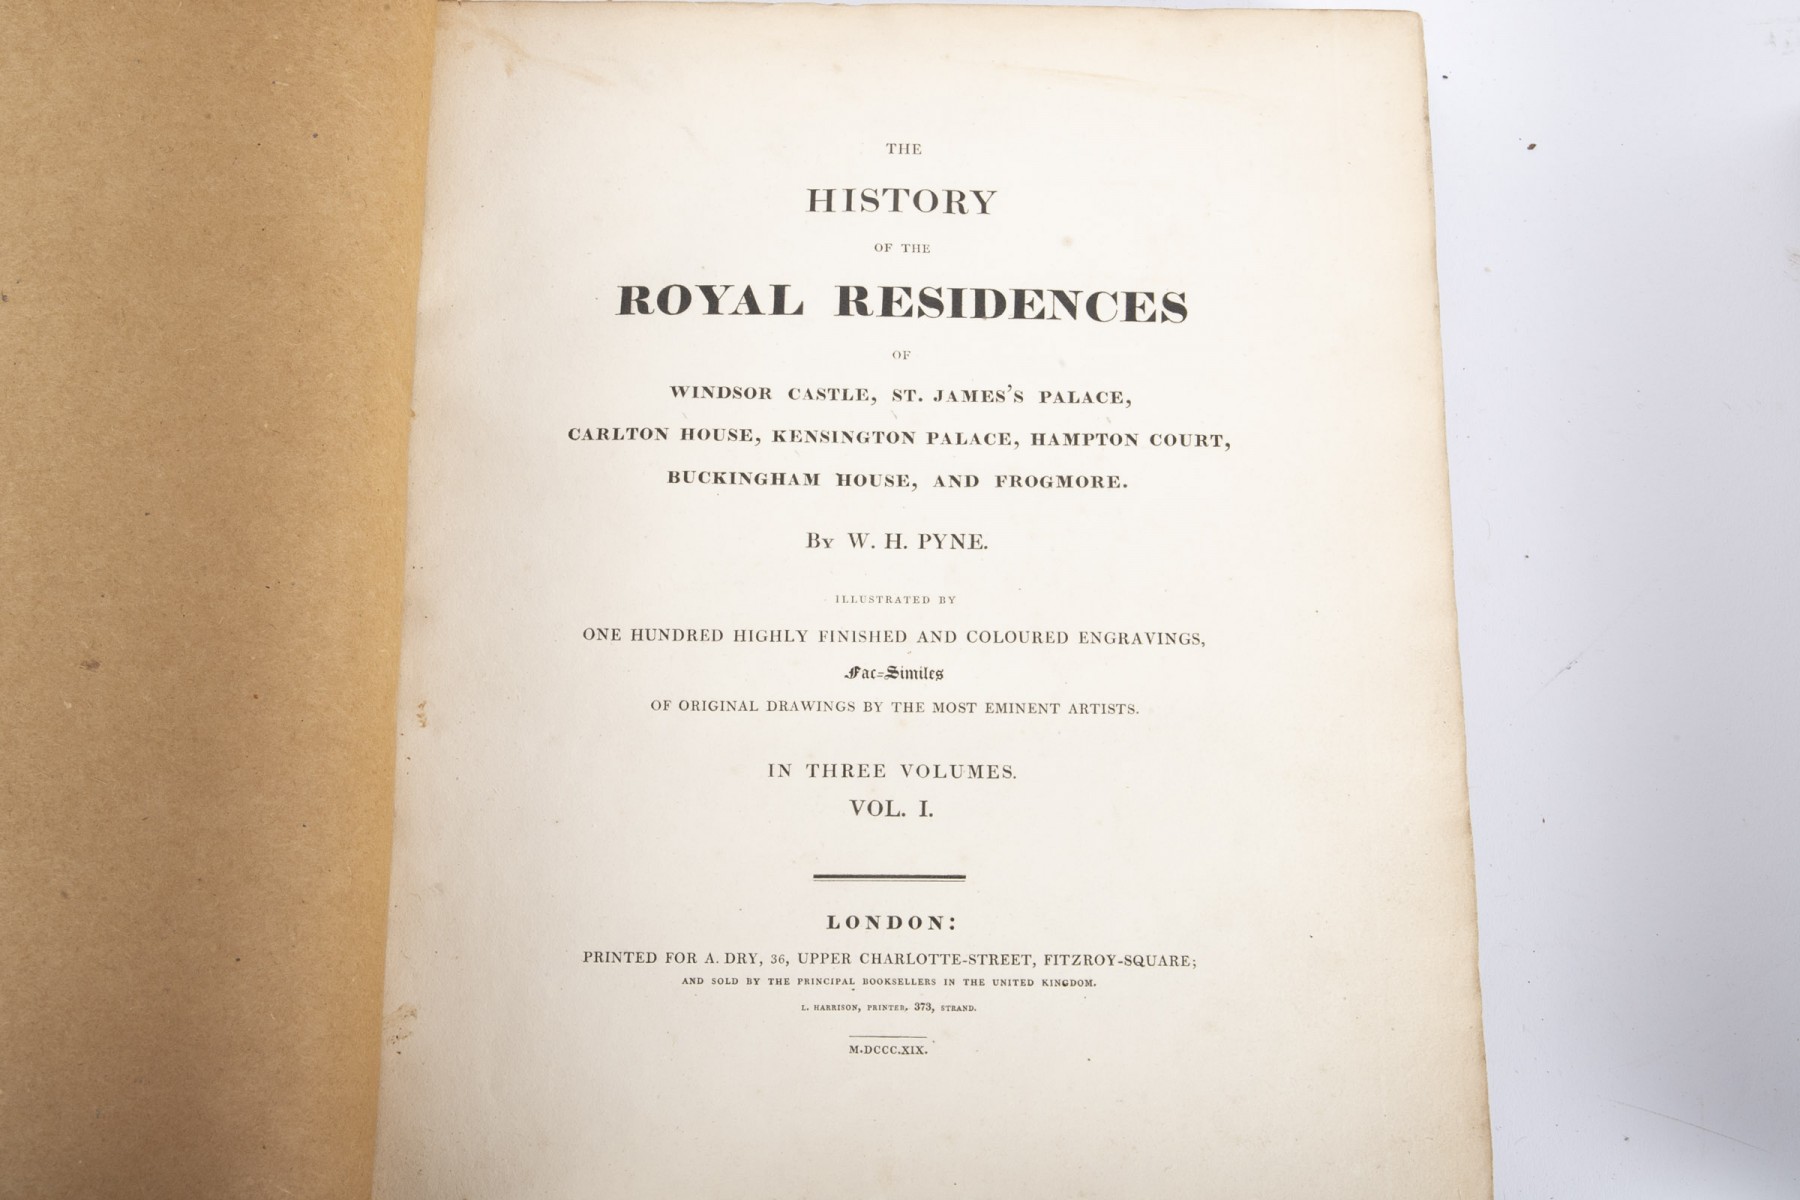 THE
HISTORY
OF THE
ROYAL RESIDENCES
OF
WINDSOR CASTLE, ST. JAMES'S PALACE,
CARLTON HOUSE, KENSINGTON PALACE, HAMPTON COURT,
BUCKINGHAM HOUSE, AND FROGMORE.
By W. H. PYNE.
ILLUSTRATED BY
ONE HUNDRED HIGHLY FINISHED AND COLOURED ENGRAVINGS,
Fac=Similes
OF ORIGINAL DRAWINGS BY THE MOST EMINENT ARTISTS.
IN THREE VOLUMES.
VOL. I.
LONDON:
PRINTED FOR A. DRY, 36, UPPER CHARLOTTE-STREET, FITZROY-SQUARE;
AND SOLD BY THE PRINCIPAL BOOKSELLERS IN THE UNITED KINGDOM.
L. HARRISON, PRINTER, 373, STRAND.
M.DCCC.XIX.